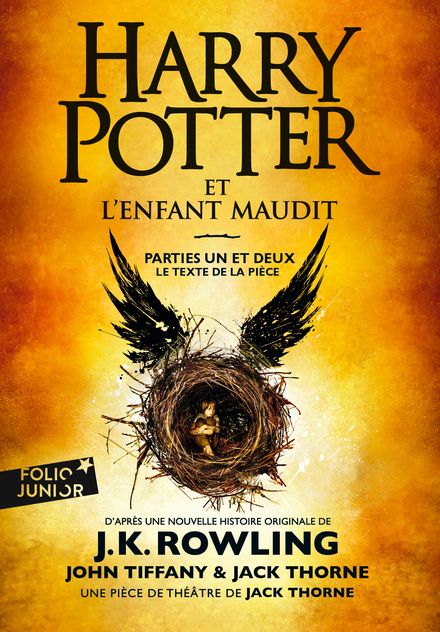 HARRY
POTTER
ET
L'ENFANT MAUDIT
PARTIES UN ET DEUX
LE TEXTE DE LA PIÈCE
FOLIO
JUNIOR
D'APRÈS UNE NOUVELLE HISTOIRE ORIGINALE DE
J.K. ROWLING
JOHN TIFFANY & JACK THORNE
UNE PIÈCE DE THÉÂTRE DE JACK THORNE